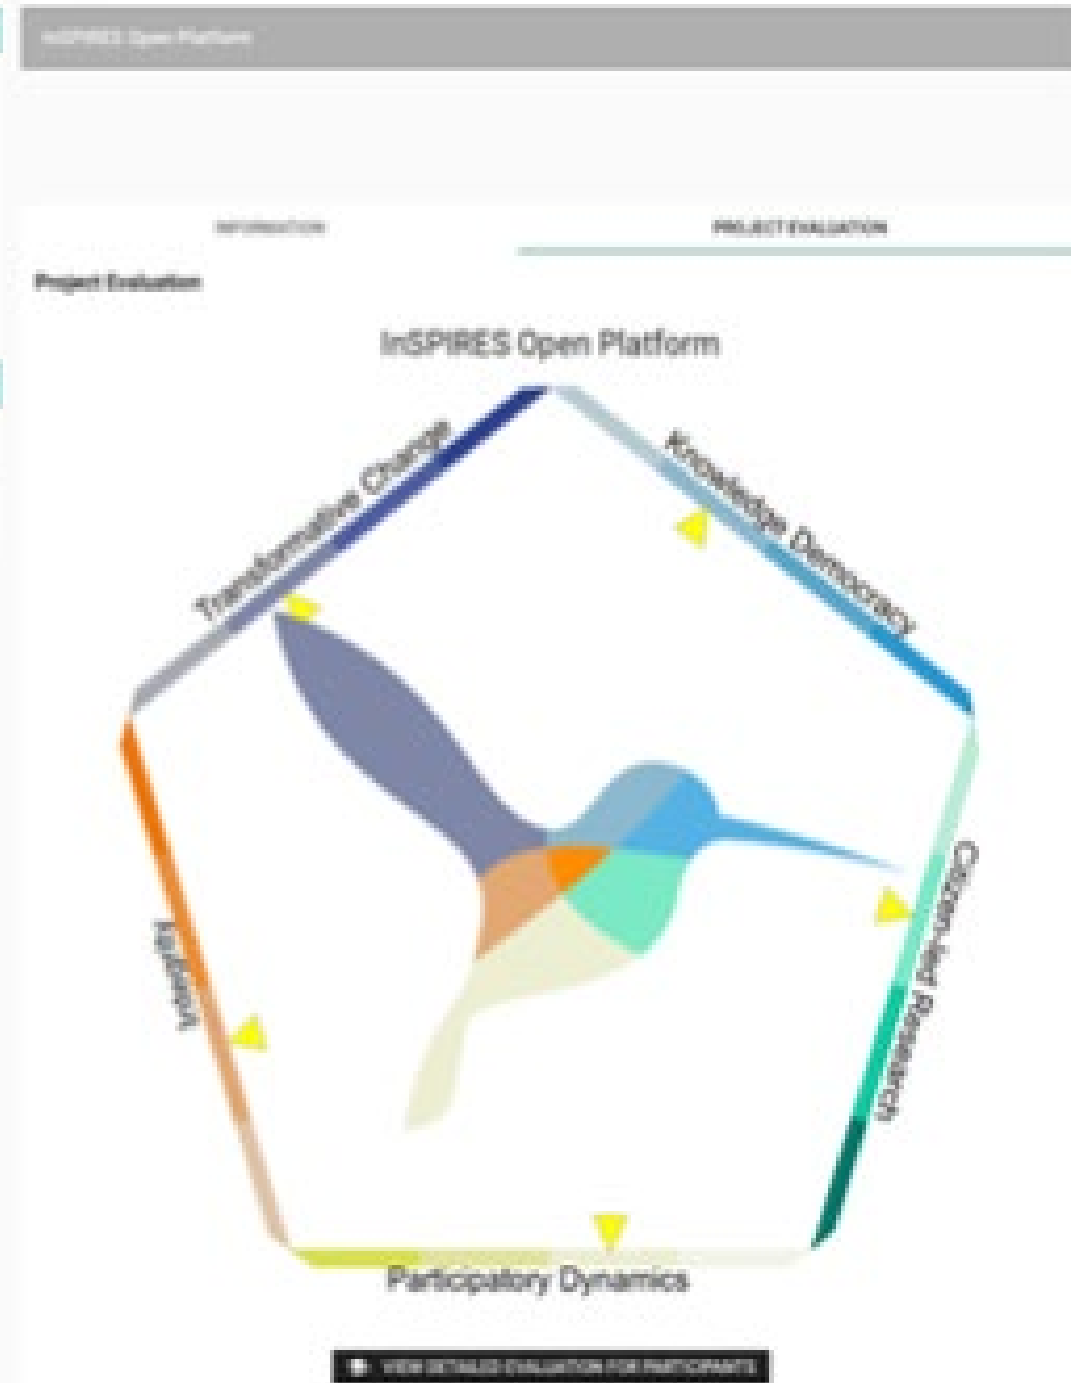 InSPIRES Open Platform
INFORMATION
PROJECT EVALUATION
Project Evaluation
InSPIRES Open Platform
Transformative Change
Knowledge Democracy
Citizen-led Research
Integrity
Participatory Dynamics
VIEW DETAILED EVALUATION FOR PARTICIPANTS